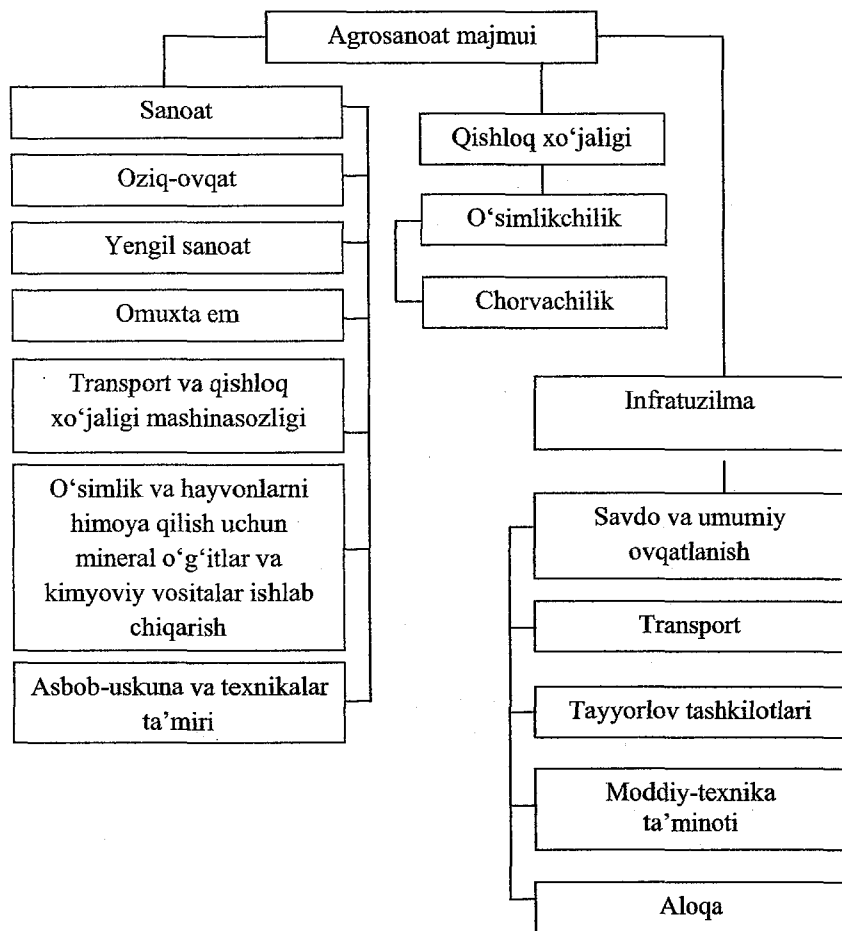 Agrosanoat majmui
Sanoat
Oziq-ovqat
Yengil sanoat
Omuxta em
Transport va qishloq
xo‘jaligi mashinasozligi
O‘simlik va hayvonlarni
himoya qilish uchun
mineral o‘g‘itlar va
kimyoviy vositalar ishlab
chiqarish
Asbob-uskuna va texnikalar
ta’miri
Qishloq xo‘jaligi
O‘simlikchilik
Chorvachilik
Infratuzilma
Savdo va umumiy
ovqatlanish
Transport
Tayyorlov tashkilotlari
Moddiy-texnika
ta’minoti
Aloqa